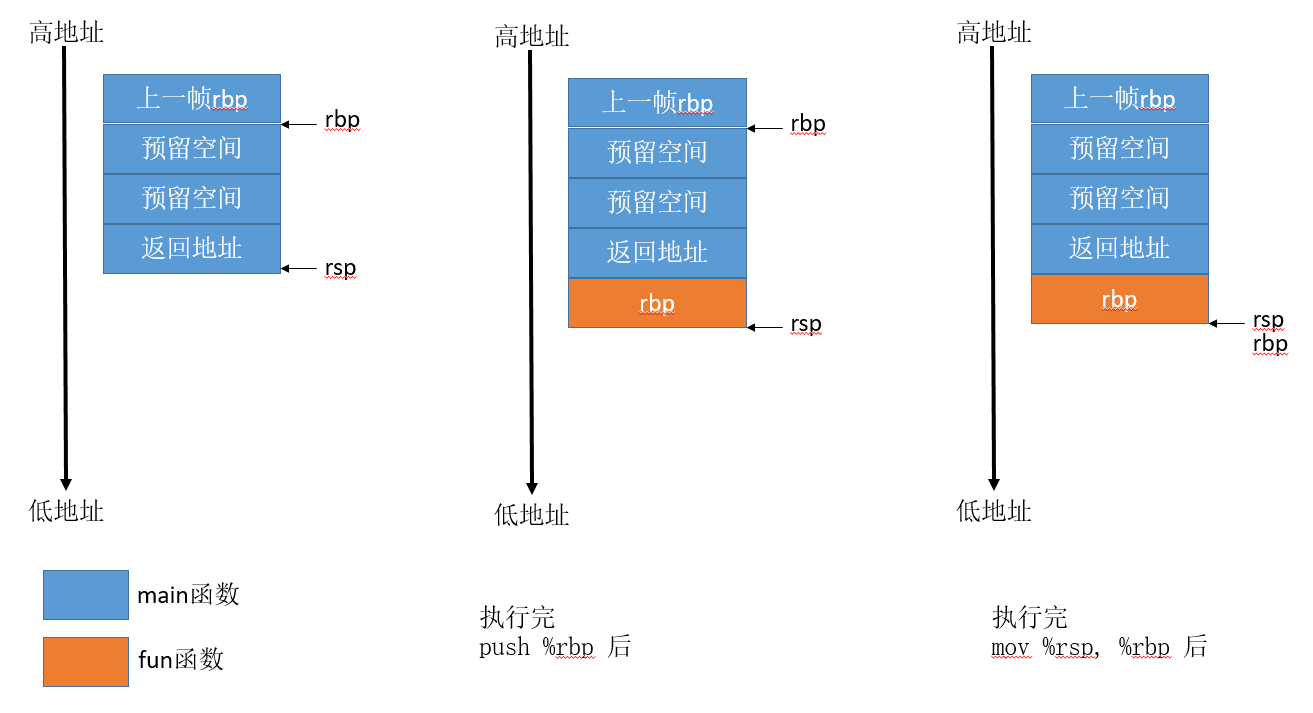 高地址
上一帧rbp
rbp
预留空间
预留空间
返回地址
rsp
低地址
main函数
fun函数
高地址
上一帧rbp
rbp
预留空间
预留空间
返回地址
rbp
rsp
低地址
执行完
push %rbp 后
高地址
上一帧rbp
预留空间
预留空间
返回地址
rbp
rsp
rbp
低地址
执行完
mov %rsp, %rbp 后